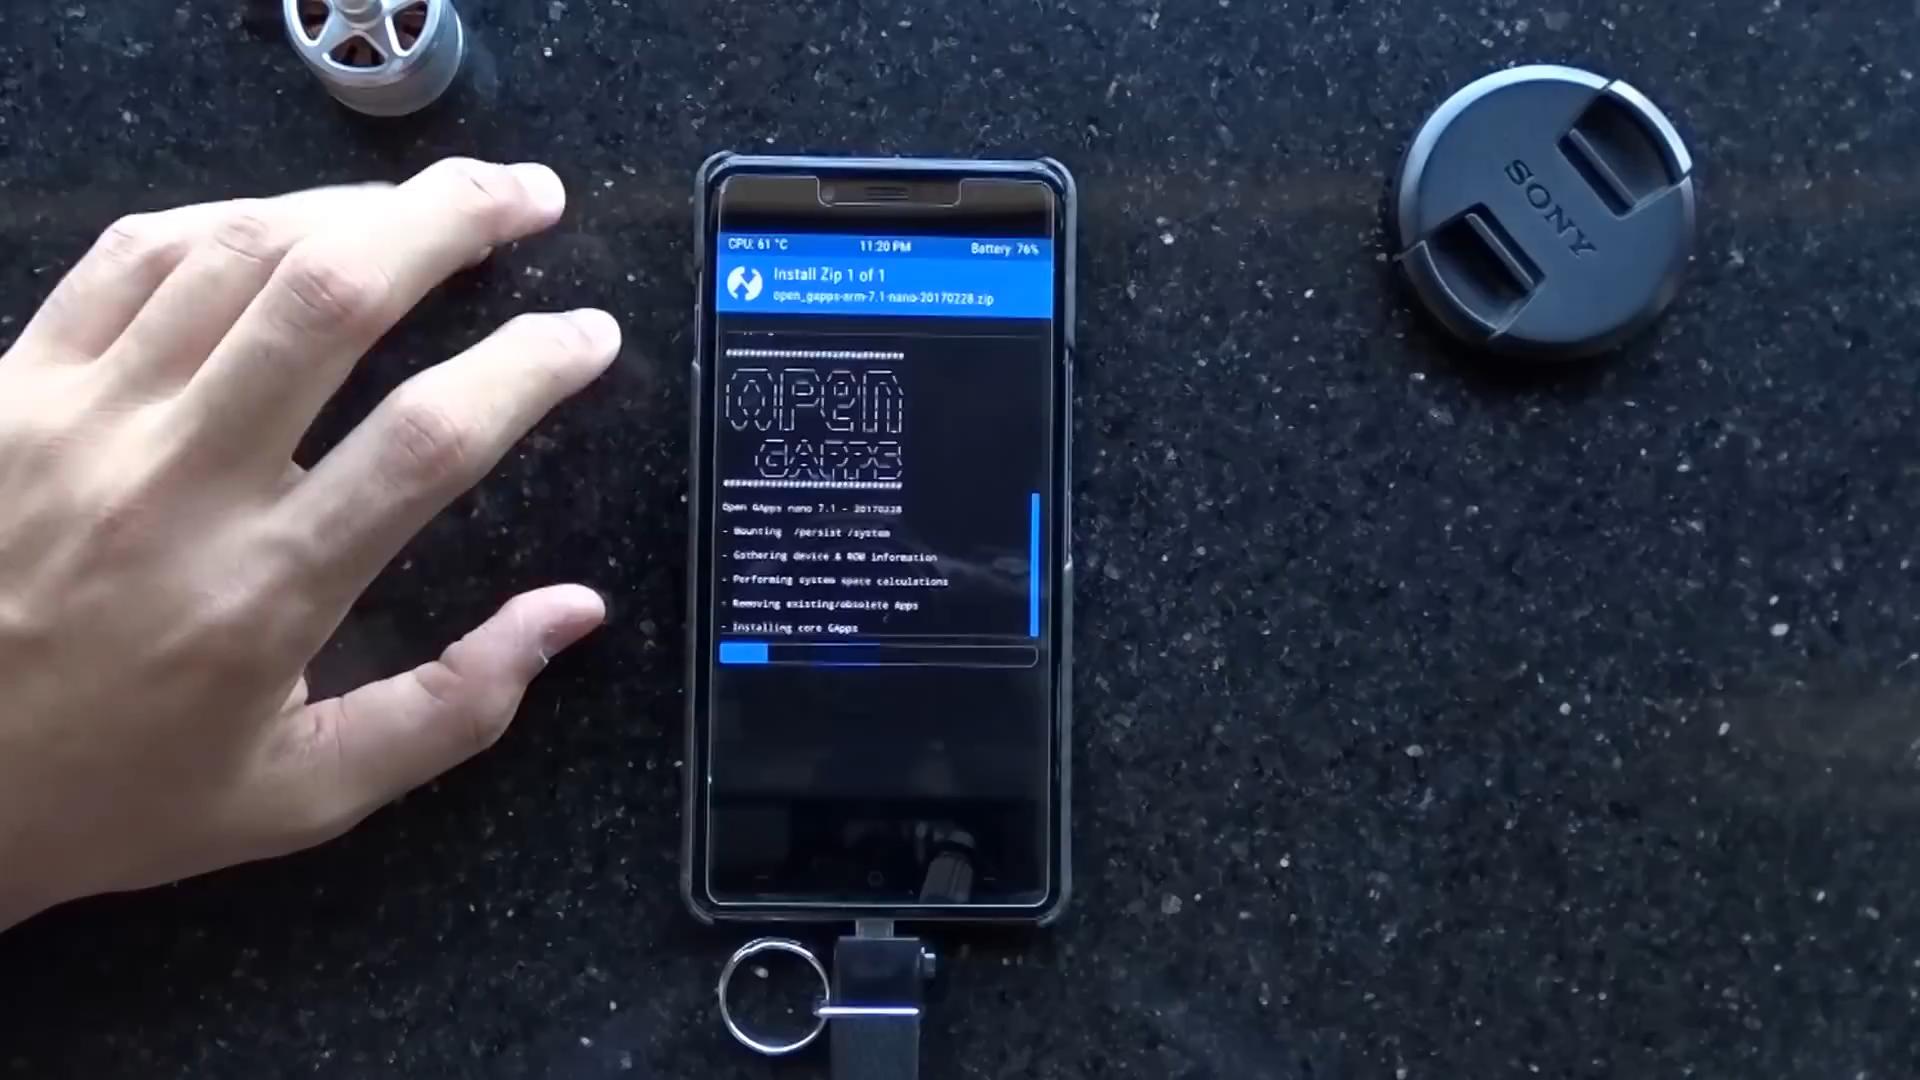 CPU: 61 °C 11:20 PM Battery: 76%
Install Zip 1 of 1
open_gapps-arm-7.1-nano-20170228.zip
OPEN
GAPPS
Open GApps nano 7.1 - 20170228
- Mounting /persist /system
- Gathering device & ROM information
- Performing system space calculations
- Removing existing/obsolete Apps
- Installing core GApps
SONY